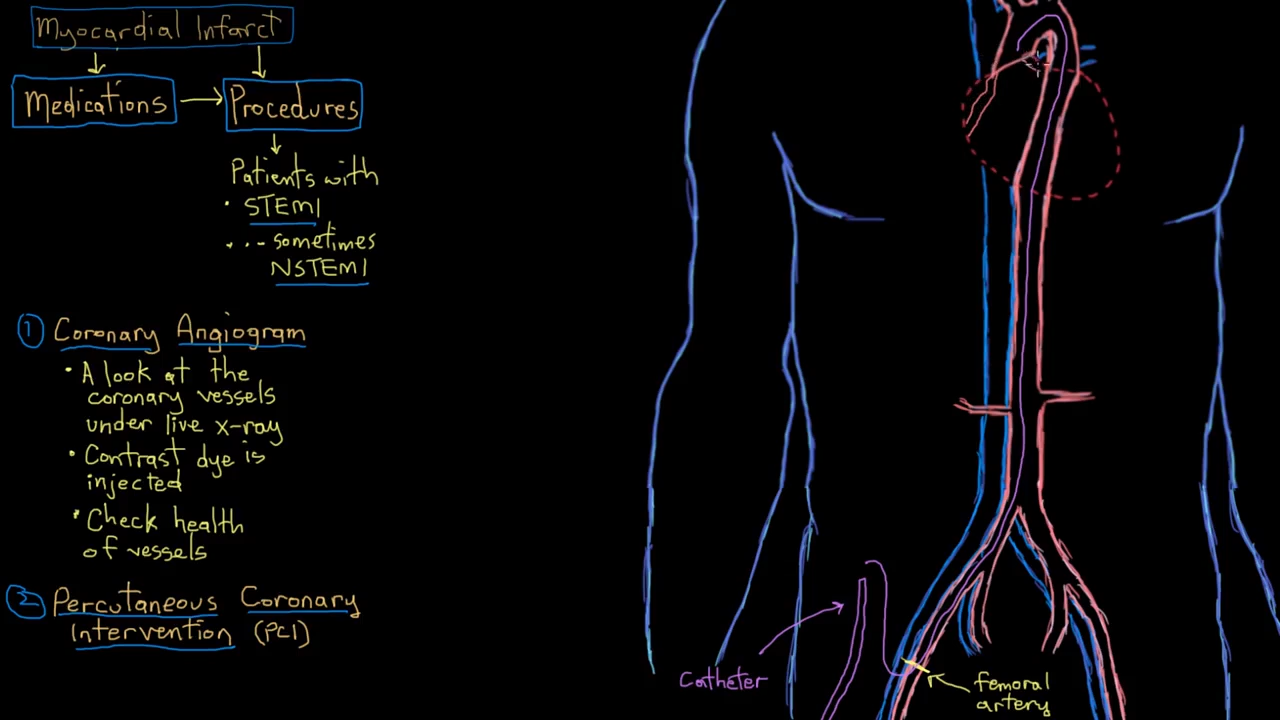 Myocardial Infarct
Medications
Procedures
Patients with
· STEMI
... sometimes
NSTEMI
① Coronary Angiogram
• A look at the
coronary vessels
under live x-ray
• Contrast dye is
injected
• Check health
of vessels
② Percutaneous Coronary
Intervention (PCI)
Catheter
femoral
artery